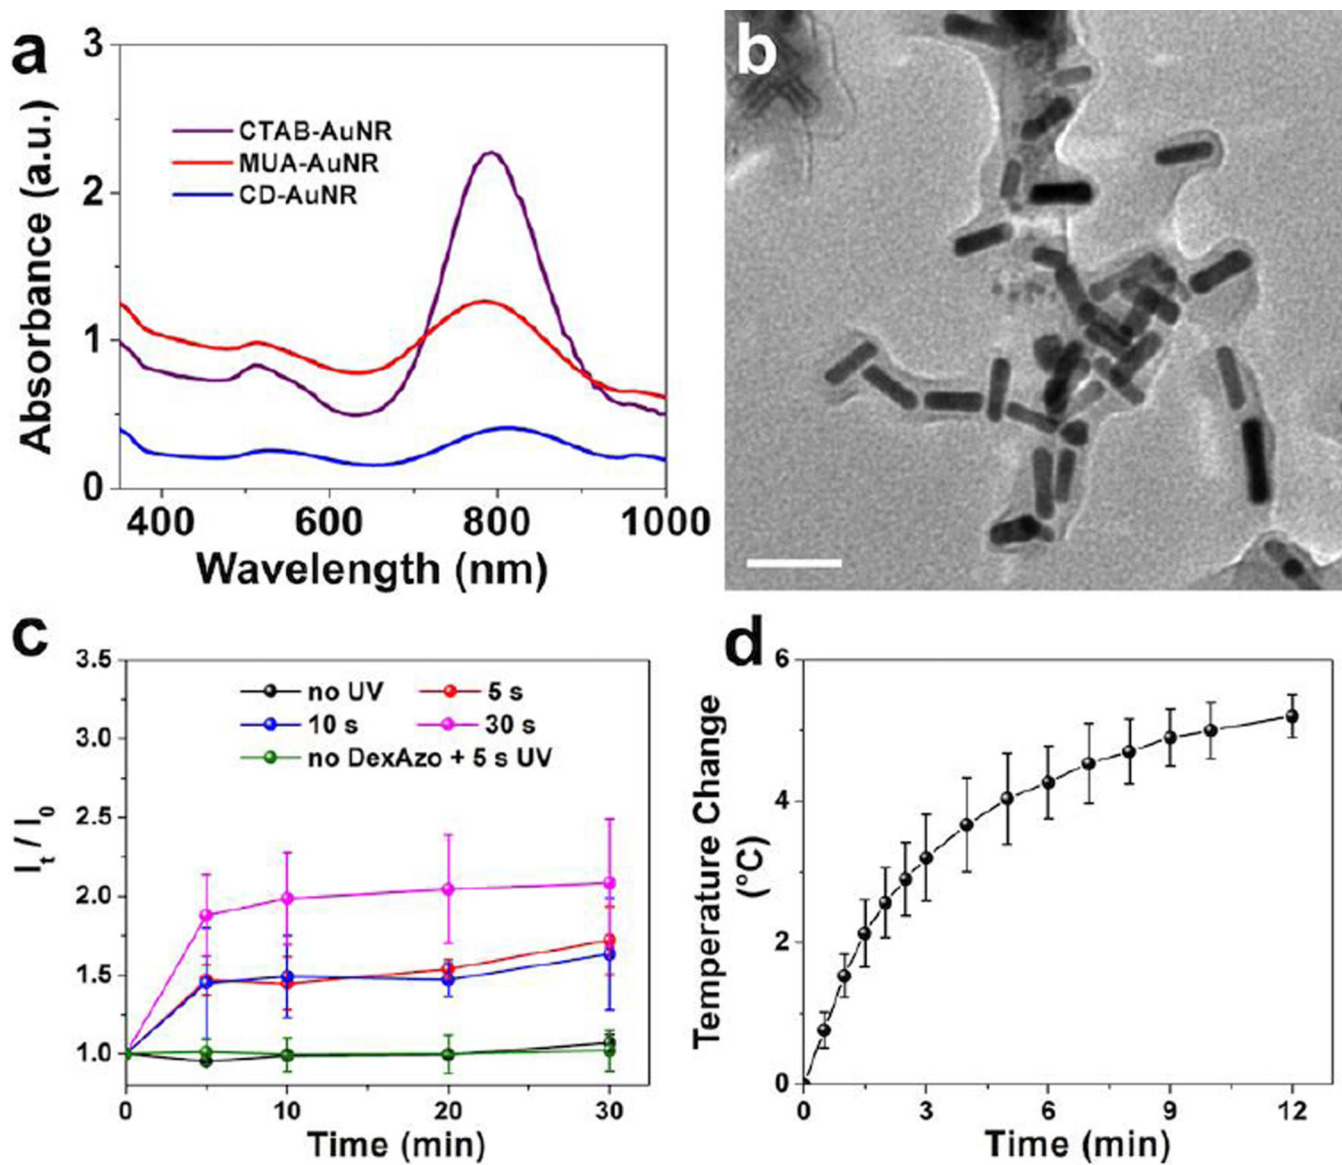 a
3
2
1
0
Absorbance (a.u.)
CTAB-AuNR
MUA-AuNR
CD-AuNR
400 600 800 1000
Wavelength (nm)
b
c
3.5
3.0
2.5
2.0
1.5
1.0
It / I0
no UV 5 s
10 s 30 s
no DexAzo + 5 s UV
0 10 20 30
Time (min)
d
6
4
2
0
Temperature Change
(°C)
0 3 6 9 12
Time (min)